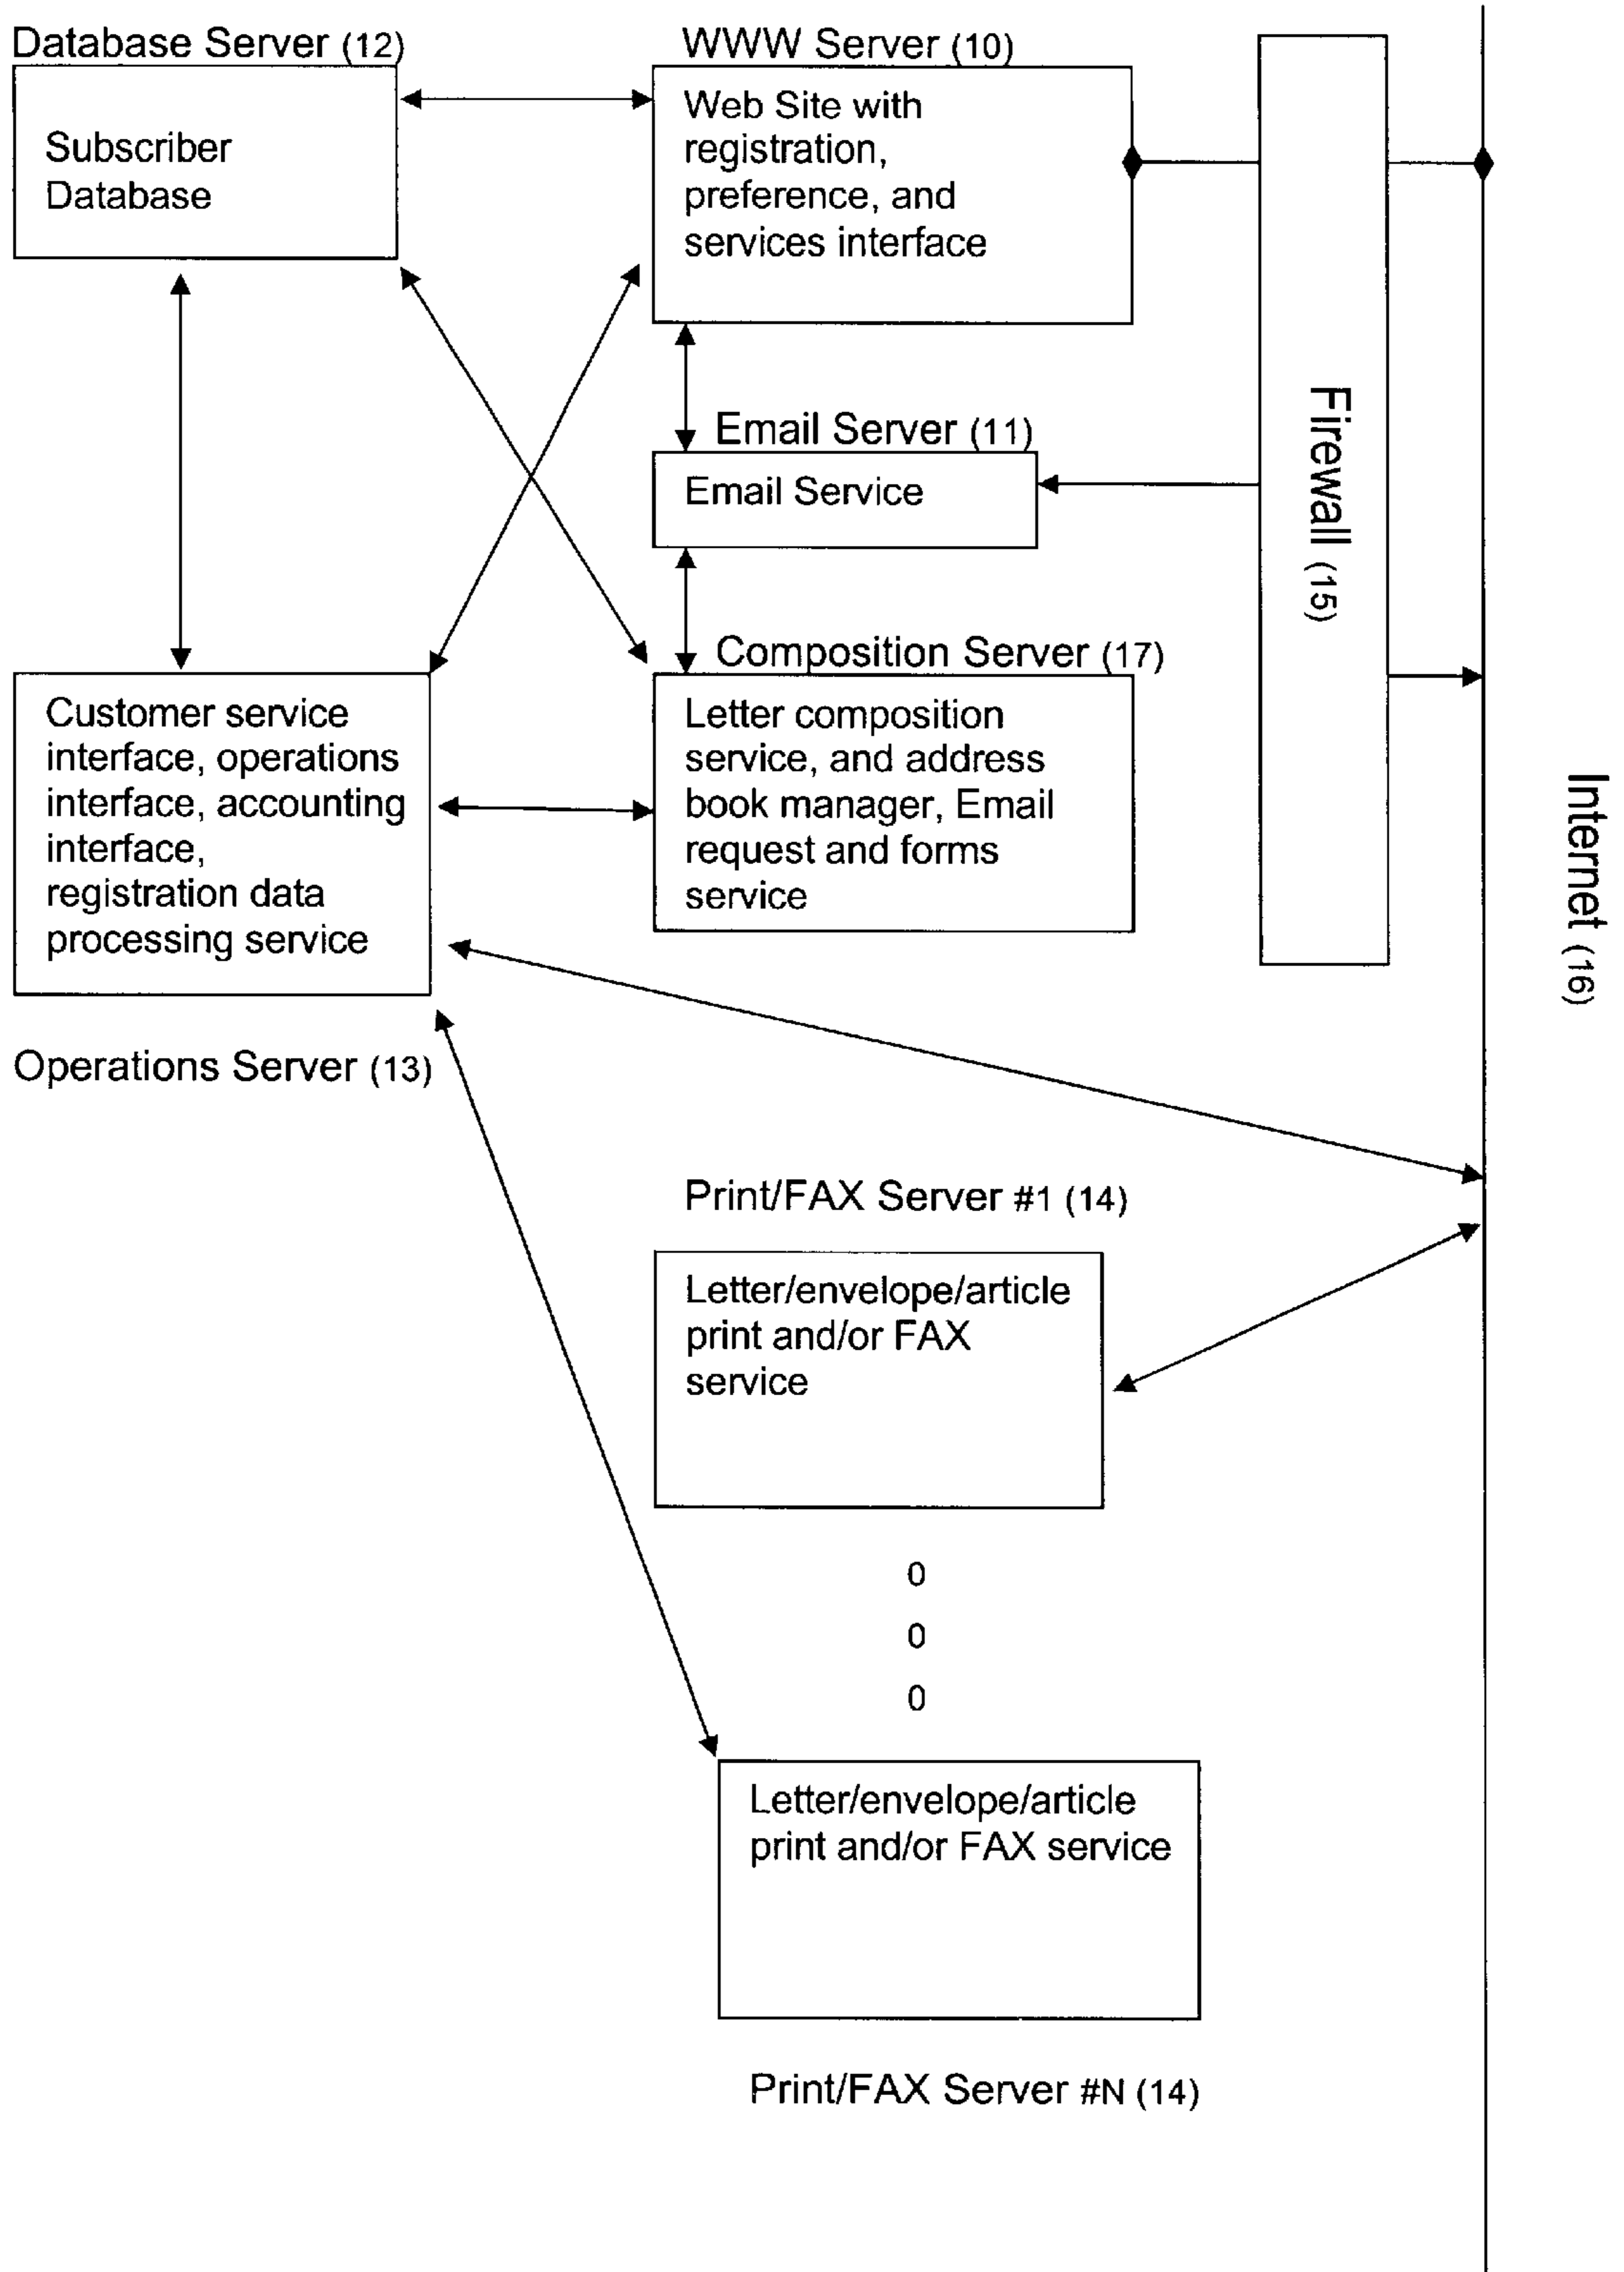 Database Server (12)
Subscriber
Database
WWW Server (10)
Web Site with
registration,
preference, and
services interface
Email Server (11)
Email Service
Firewall (15)
Composition Server (17)
Letter composition
service, and address
book manager, Email
request and forms
service
Customer service
interface, operations
interface, accounting
interface,
registration data
processing service
Operations Server (13)
Internet (16)
Print/FAX Server #1 (14)
Letter/envelope/article
print and/or FAX
service
0
0
0
Letter/envelope/article
print and/or FAX service
Print/FAX Server #N (14)